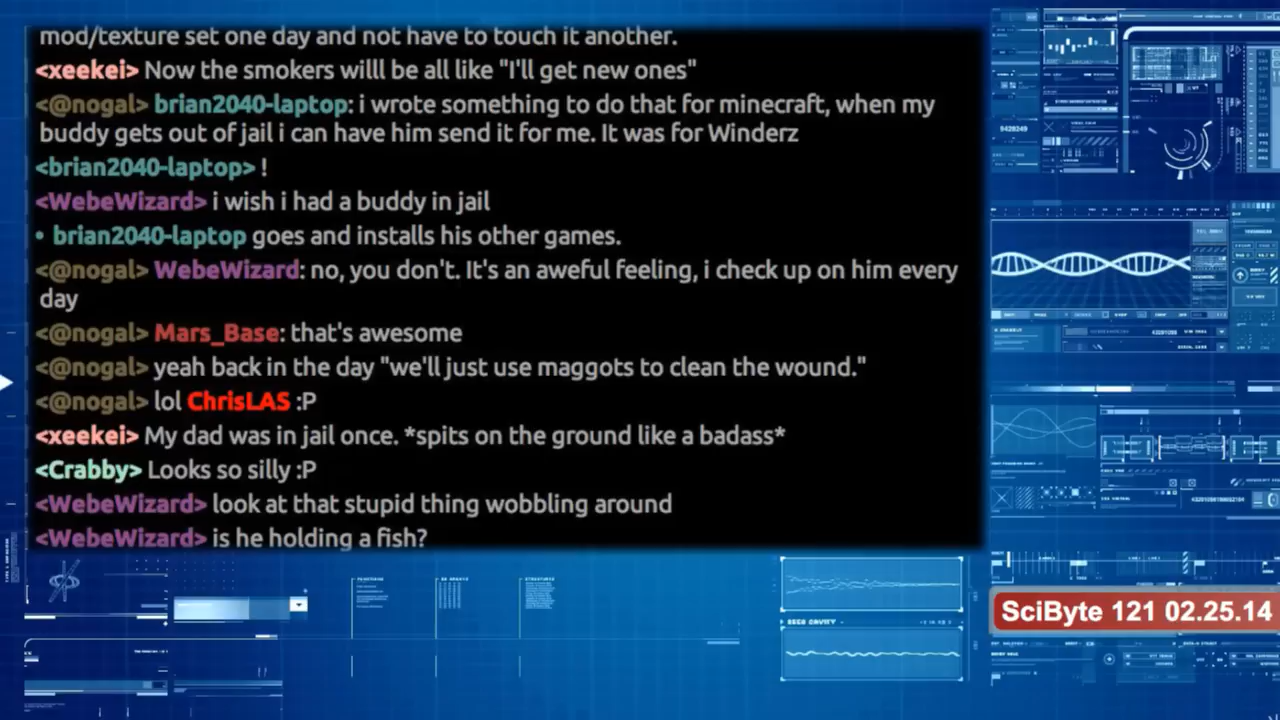 mod/texture set one day and not have to touch it another.
<xeekei> Now the smokers willl be all like "I'll get new ones"
<@nogal> brian2040-laptop: i wrote something to do that for minecraft, when my
buddy gets out of jail i can have him send it for me. It was for Winderz
<brian2040-laptop> !
<WebeWizard> i wish i had a buddy in jail
• brian2040-laptop goes and installs his other games.
<@nogal> WebeWizard: no, you don't. It's an aweful feeling, i check up on him every
day
<@nogal> Mars_Base: that's awesome
<@nogal> yeah back in the day "we'll just use maggots to clean the wound."
<@nogal> lol ChrisLAS :P
<xeekei> My dad was in jail once. *spits on the ground like a badass*
<Crabby> Looks so silly :P
<WebeWizard> look at that stupid thing wobbling around
<WebeWizard> is he holding a fish?
9428249
SciByte 121 02.25.14